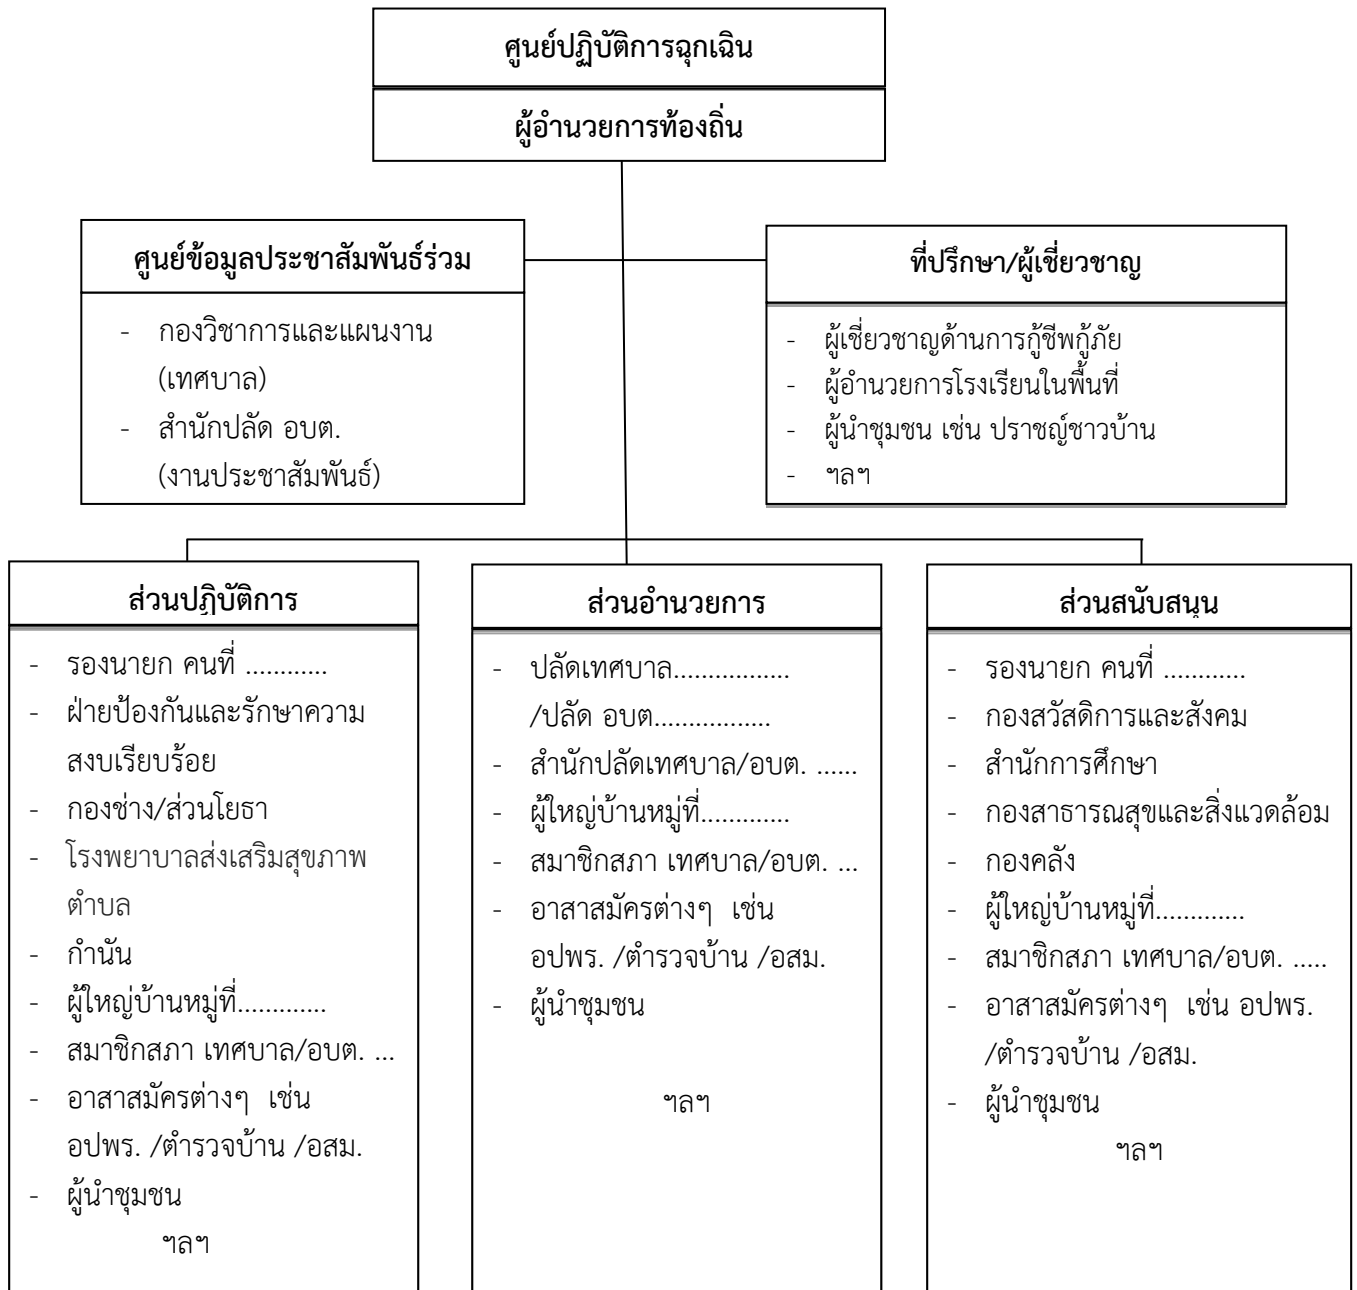 ศูนย์ปฏิบัติการฉุกเฉิน
ผู้อำนวยการท้องถิ่น
ศูนย์ข้อมูลประชาสัมพันธ์ร่วม
- กองวิชาการและแผนงาน
(เทศบาล)
- สำนักปลัด อบต.
(งานประชาสัมพันธ์)
ที่ปรึกษา/ผู้เชี่ยวชาญ
- ผู้เชี่ยวชาญด้านการกู้ชีพกู้ภัย
- ผู้อำนวยการโรงเรียนในพื้นที่
- ผู้นำชุมชน เช่น ปราชญ์ชาวบ้าน
- ฯลฯ
ส่วนปฏิบัติการ
- รองนายก คนที่ ............
- ฝ่ายป้องกันและรักษาความ
สงบเรียบร้อย
- กองช่าง/ส่วนโยธา
- โรงพยาบาลส่งเสริมสุขภาพ
ตำบล
- กำนัน
- ผู้ใหญ่บ้านหมู่ที่.............
- สมาชิกสภา เทศบาล/อบต. ...
- อาสาสมัครต่างๆ เช่น
อปพร. /ตำรวจบ้าน /อสม.
- ผู้นำชุมชน
ฯลฯ
ส่วนอำนวยการ
- ปลัดเทศบาล.................
/ปลัด อบต.................
- สำนักปลัดเทศบาล/อบต. ......
- ผู้ใหญ่บ้านหมู่ที่.............
- สมาชิกสภา เทศบาล/อบต. ...
- อาสาสมัครต่างๆ เช่น
อปพร. /ตำรวจบ้าน /อสม.
- ผู้นำชุมชน
ฯลฯ
ส่วนสนับสนุน
- รองนายก คนที่ ............
- กองสวัสดิการและสังคม
- สำนักการศึกษา
- กองสาธารณสุขและสิ่งแวดล้อม
- กองคลัง
- ผู้ใหญ่บ้านหมู่ที่.............
- สมาชิกสภา เทศบาล/อบต. .....
- อาสาสมัครต่างๆ เช่น อปพร.
/ตำรวจบ้าน /อสม.
- ผู้นำชุมชน
ฯลฯ